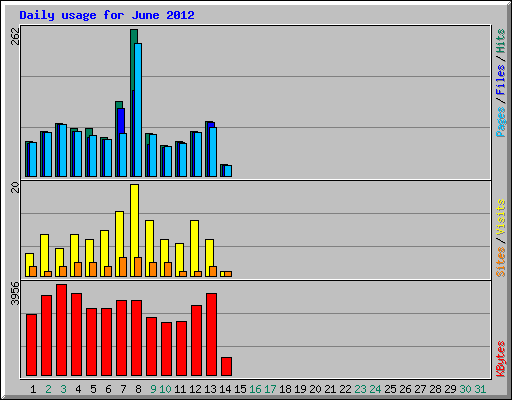 Daily usage for June 2012
262
Pages / Files / Hits
20
Sites / Visits
3956
KBytes
1 2 3 4 5 6 7 8 9 10 11 12 13 14 15 16 17 18 19 20 21 22 23 24 25 26 27 28 29 30 31